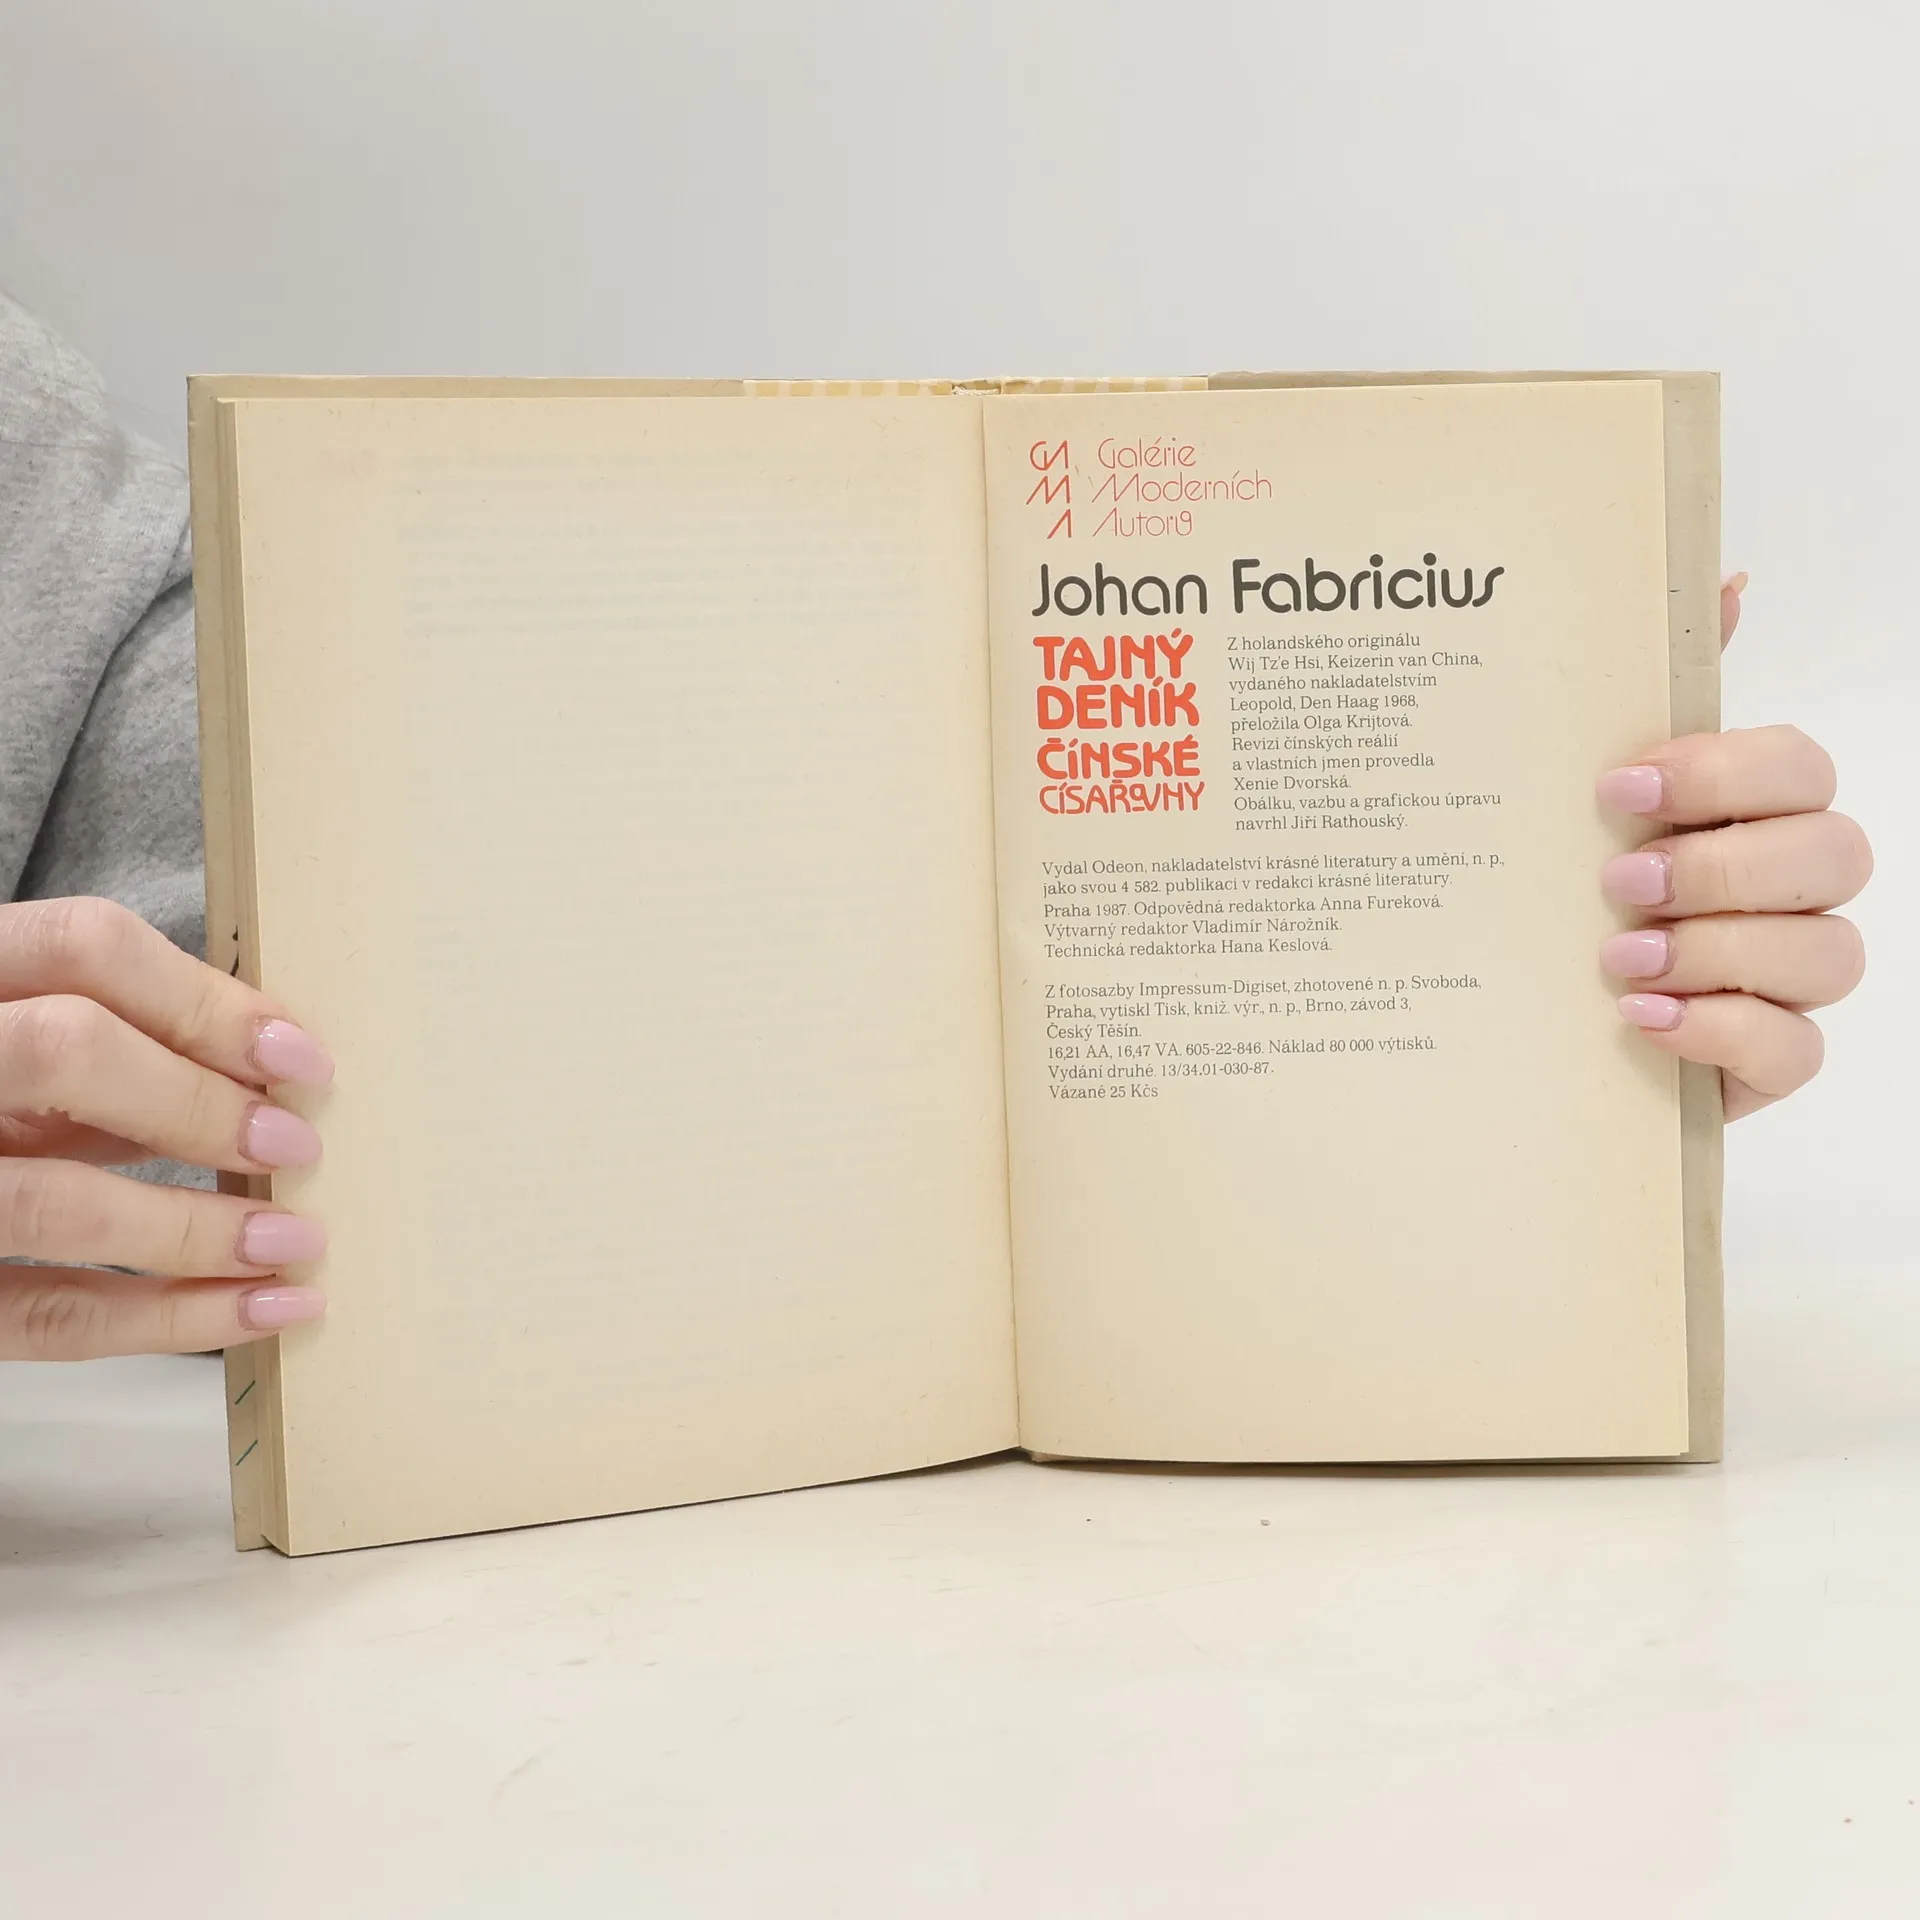 GMA
Galérie
Moderních
Autorů
Johan Fabricius
TAJNÝ
DENÍK
ČÍNSKÉ
CÍSAŘOVNY
Z holandského originálu
Wij Tz'e Hsi, Keizerin van China,
vydaného nakladatelstvím
Leopold, Den Haag 1968,
přeložila Olga Krijtová.
Revizi čínských reálií
a vlastních jmen provedla
Xenie Dvorská.
Obálku, vazbu a grafickou úpravu
navrhl Jiří Rathouský.
Vydal Odeon, nakladatelství krásné literatury a umění, n. p.,
jako svou 4 582. publikaci v redakci krásné literatury.
Praha 1987. Odpovědná redaktorka Anna Fureková.
Výtvarný redaktor Vladimír Nárožník.
Technická redaktorka Hana Keslová.
Z fotosazby Impressum-Digiset, zhotovené n. p. Svoboda,
Praha, vytiskl Tisk, kniž. výr., n. p., Brno, závod 3,
Český Těšín.
16,21 AA, 16,47 VA. 605-22-846. Náklad 80 000 výtisků.
Vydání druhé. 13/34.01-030-87.
Vázané 25 Kčs